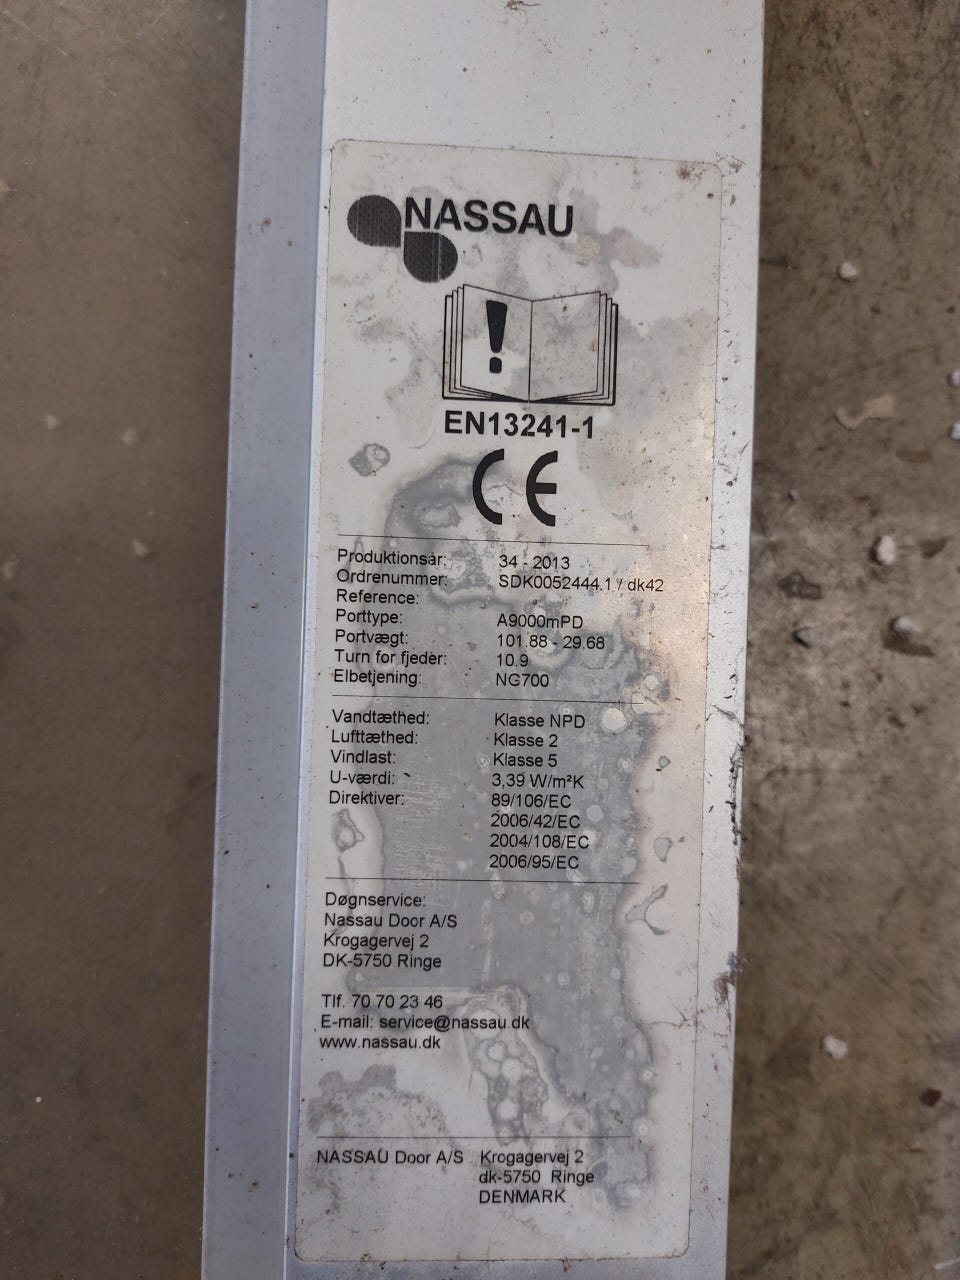 NASSAU
!
EN13241-1
CE
Produktionsår: 34 - 2013
Ordrenummer: SDK0052444.1 / dk42
Reference:
Porttype: A9000mPD
Portvægt: 101.88 - 29.68
Turn for fjeder: 10.9
Elbetjening: NG700
Vandtæthed: Klasse NPD
Lufttæthed: Klasse 2
Vindlast: Klasse 5
U-værdi: 3,39 W/m²K
Direktiver: 89/106/EC
2006/42/EC
2004/108/EC
2006/95/EC
Døgnservice:
Nassau Door A/S
Krogagervej 2
DK-5750 Ringe
Tlf. 70 70 23 46
E-mail: service@nassau.dk
www.nassau.dk
NASSAU Door A/S Krogagervej 2
dk-5750 Ringe
DENMARK